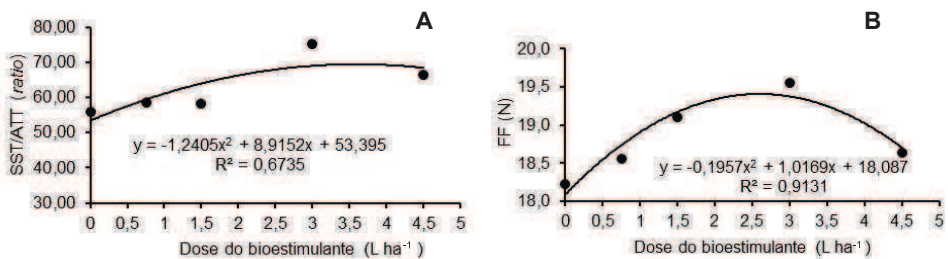 A
80,00
70,00
60,00
50,00
40,00
30,00
SST/ATT (ratio)
y = -1,2405x² + 8,9152x + 53,395
R² = 0,6735
0 0,5 1 1,5 2 2,5 3 3,5 4 4,5 5
Dose do bioestimulante (L ha⁻¹)
B
20,0
19,5
19,0
18,5
18,0
FF (N)
y = -0,1957x² + 1,0169x + 18,087
R² = 0,9131
0 0,5 1 1,5 2 2,5 3 3,5 4 4,5 5
Dose do bioestimulante (L ha⁻¹)